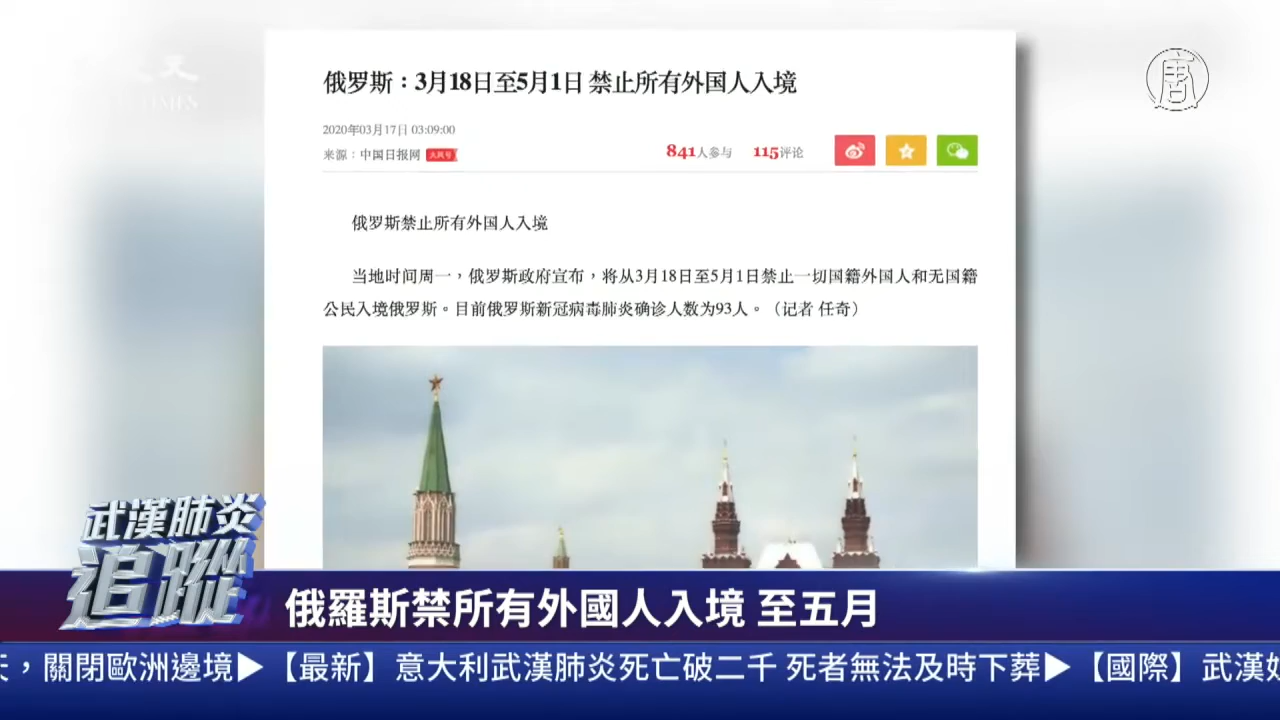 俄罗斯：3月18日至5月1日 禁止所有外国人入境
2020年03月17日 03:09:00
来源：中国日报网 大风号
841人参与 115评论
俄罗斯禁止所有外国人入境
当地时间周一，俄罗斯政府宣布，将从3月18日至5月1日禁止一切国籍外国人和无国籍
公民入境俄罗斯。目前俄罗斯新冠病毒肺炎确诊人数为93人。（记者 任奇）
武漢肺炎
追蹤
俄羅斯禁所有外國人入境 至五月
天，關閉歐洲邊境▶【最新】意大利武漢肺炎死亡破二千 死者無法及時下葬▶【國際】武漢